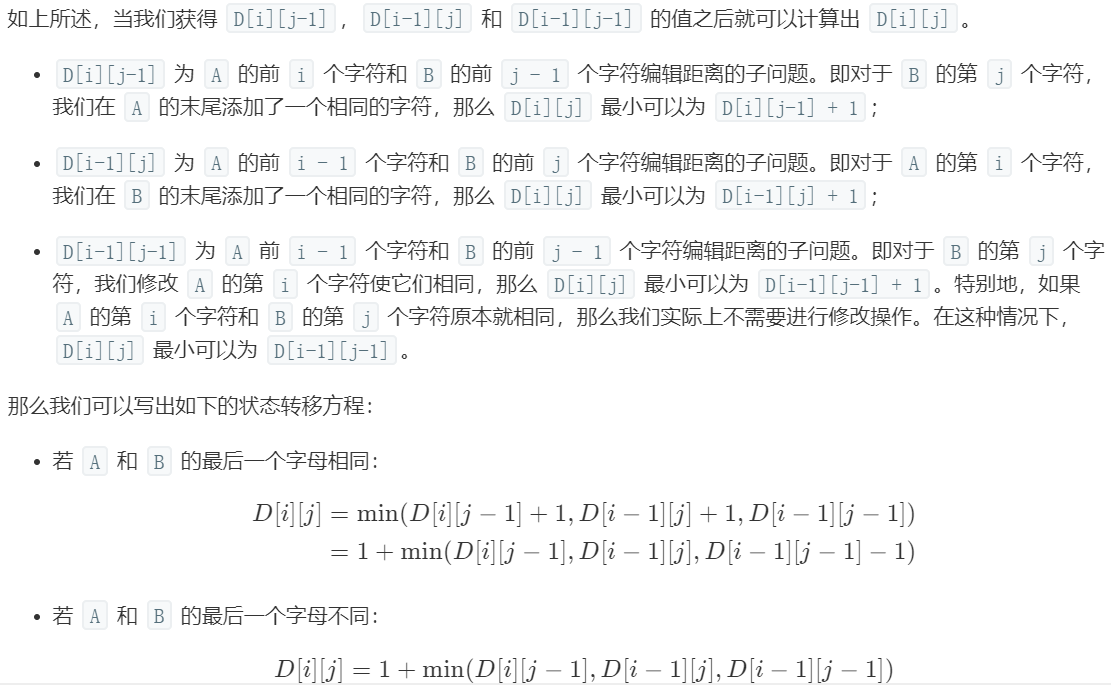 如上所述，当我们获得 D[i][j-1] ， D[i-1][j] 和 D[i-1][j-1] 的值之后就可以计算出 D[i][j] 。
• D[i][j-1] 为 A 的前 i 个字符和 B 的前 j - 1 个字符编辑距离的子问题。即对于 B 的第 j 个字符，
我们在 A 的末尾添加了一个相同的字符，那么 D[i][j] 最小可以为 D[i][j-1] + 1 ；
• D[i-1][j] 为 A 的前 i - 1 个字符和 B 的前 j 个字符编辑距离的子问题。即对于 A 的第 i 个字符，
我们在 B 的末尾添加了一个相同的字符，那么 D[i][j] 最小可以为 D[i-1][j] + 1 ；
• D[i-1][j-1] 为 A 前 i - 1 个字符和 B 的前 j - 1 个字符编辑距离的子问题。即对于 B 的第 j 个字
符，我们修改 A 的第 i 个字符使它们相同，那么 D[i][j] 最小可以为 D[i-1][j-1] + 1 。特别地，如果
A 的第 i 个字符和 B 的第 j 个字符原本就相同，那么我们实际上不需要进行修改操作。在这种情况下，
D[i][j] 最小可以为 D[i-1][j-1] 。
那么我们可以写出如下的状态转移方程：
• 若 A 和 B 的最后一个字母相同：
D[i][j] = min(D[i][j − 1] + 1, D[i − 1][j] + 1, D[i − 1][j − 1])
= 1 + min(D[i][j − 1], D[i − 1][j], D[i − 1][j − 1] − 1)
• 若 A 和 B 的最后一个字母不同：
D[i][j] = 1 + min(D[i][j − 1], D[i − 1][j], D[i − 1][j − 1])